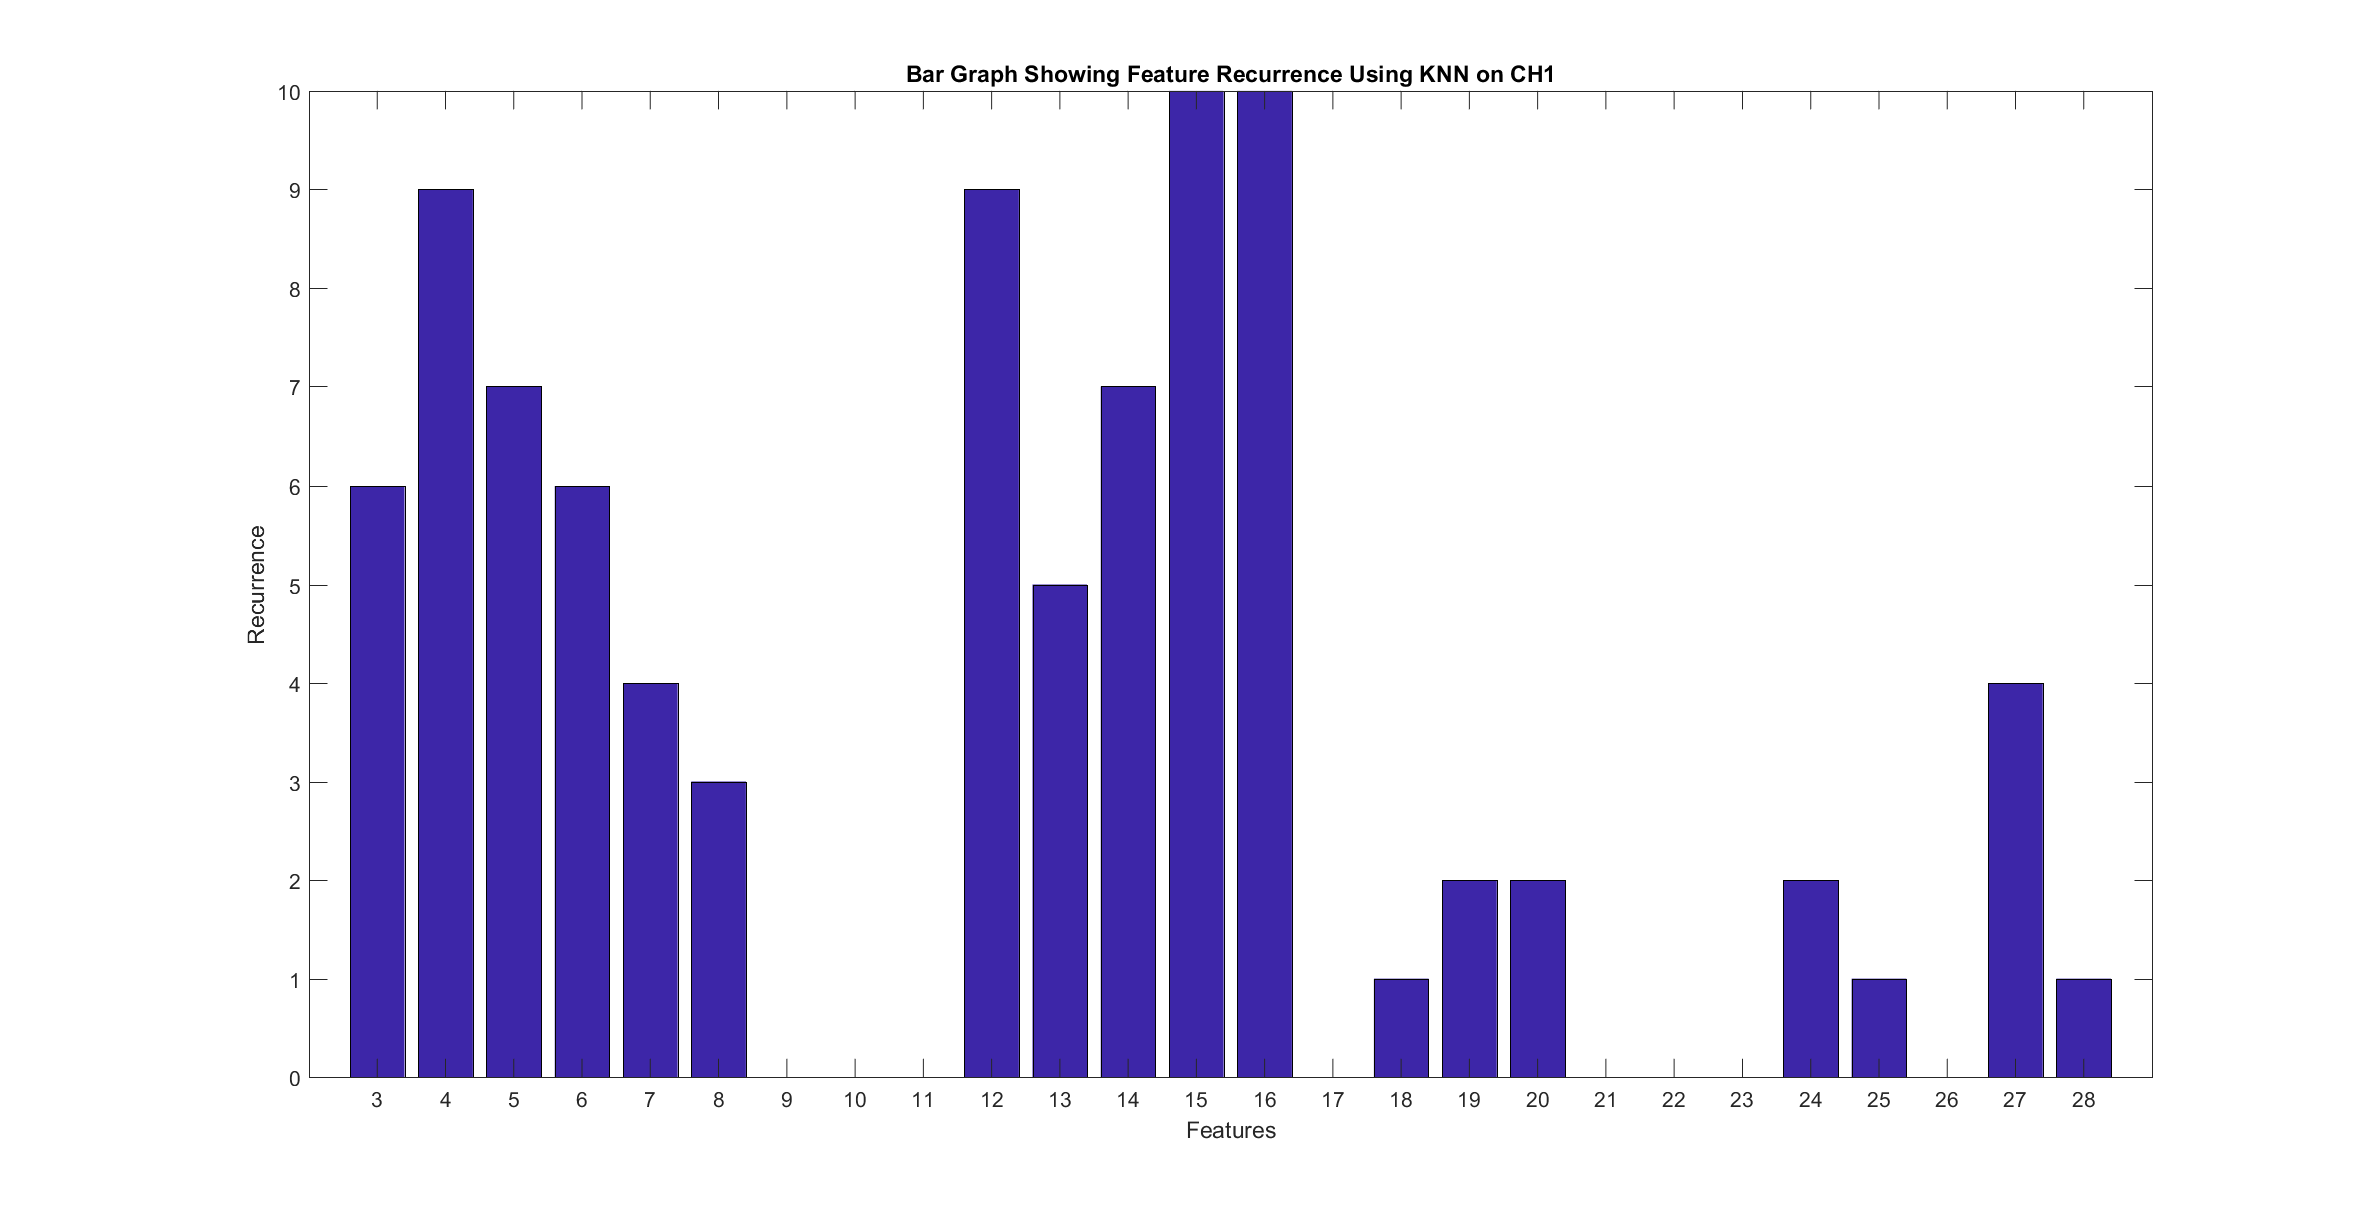 Bar Graph Showing Feature Recurrence Using KNN on CH1
10
9
8
7
6
5
4
3
2
1
0
Recurrence
3 4 5 6 7 8 9 10 11 12 13 14 15 16 17 18 19 20 21 22 23 24 25 26 27 28
Features